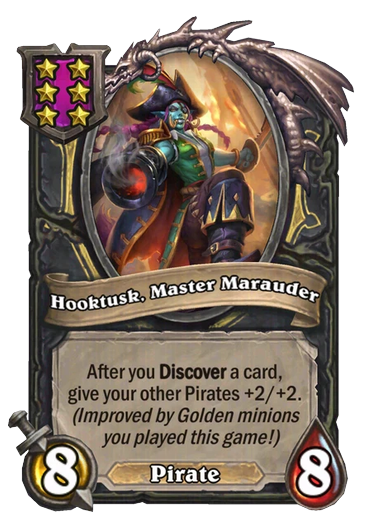 Hooktusk, Master Marauder
After you Discover a card,
give your other Pirates +2/+2.
(Improved by Golden minions
you played this game!)
8 Pirate 8